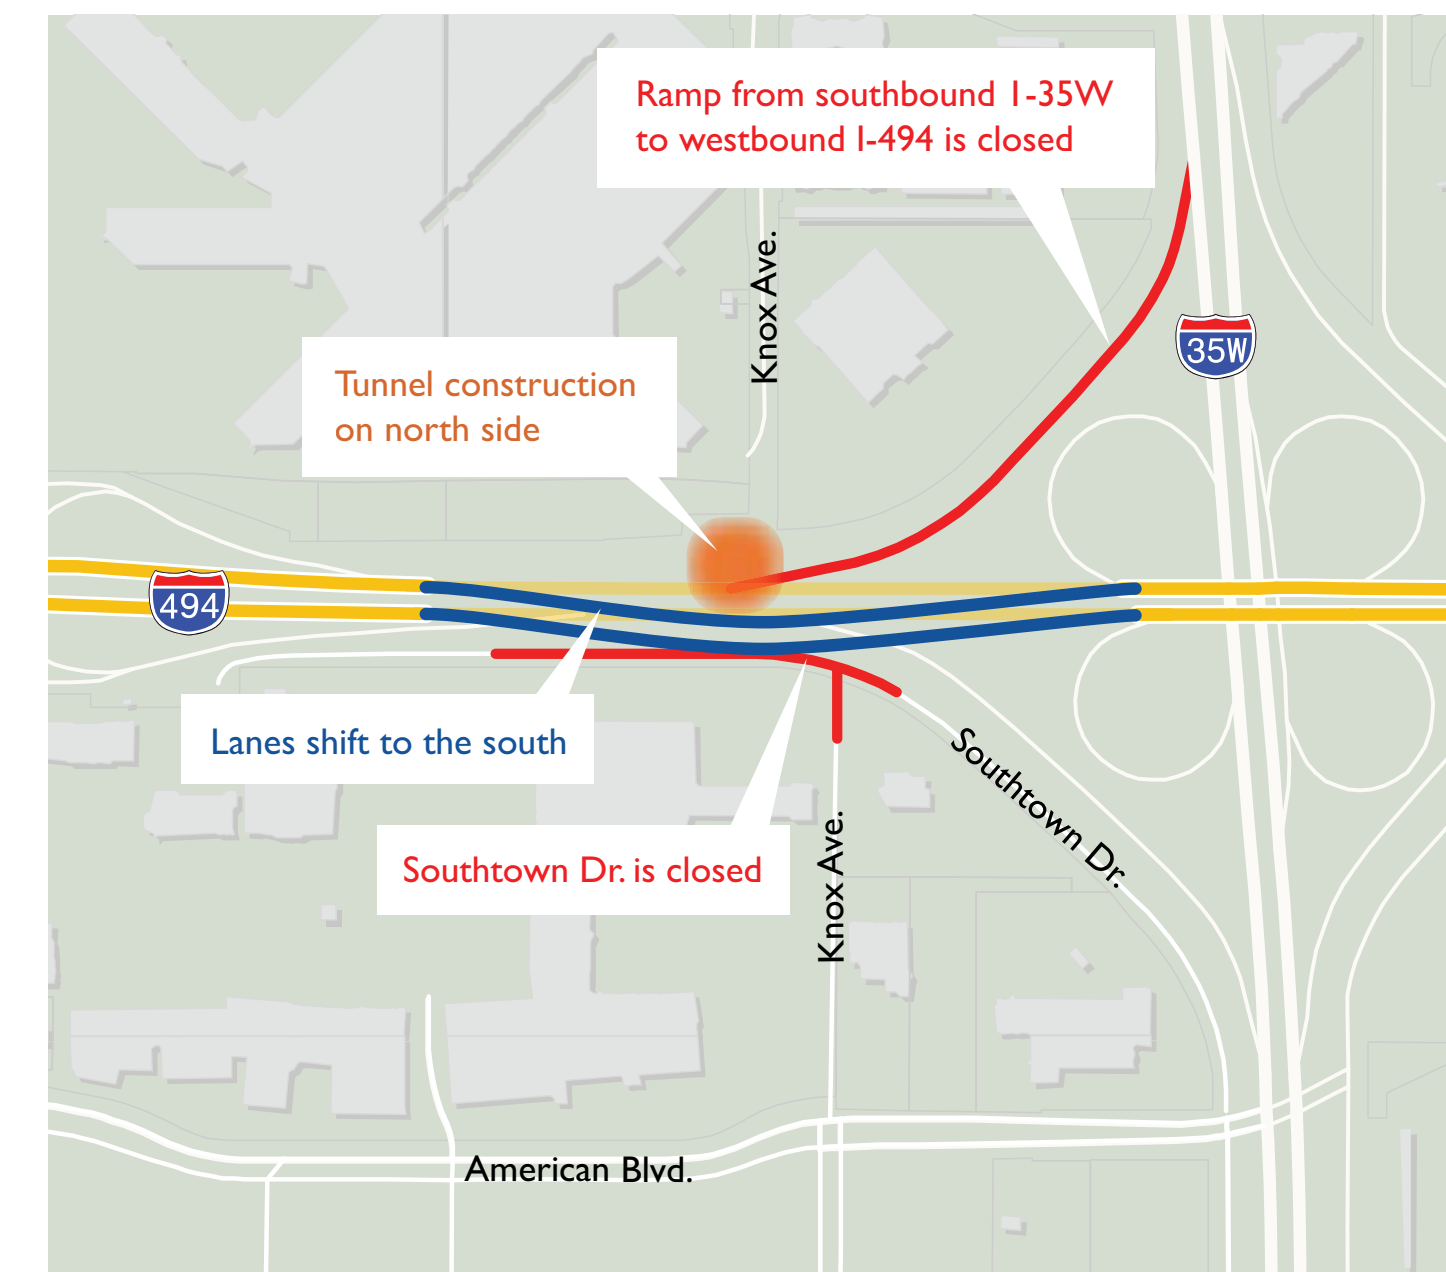 Ramp from southbound 1-35W
to westbound I-494 is closed
Knox Ave.
35W
Tunnel construction
on north side
494
Lanes shift to the south
Southtown Dr.
Southtown Dr. is closed
Knox Ave.
American Blvd.